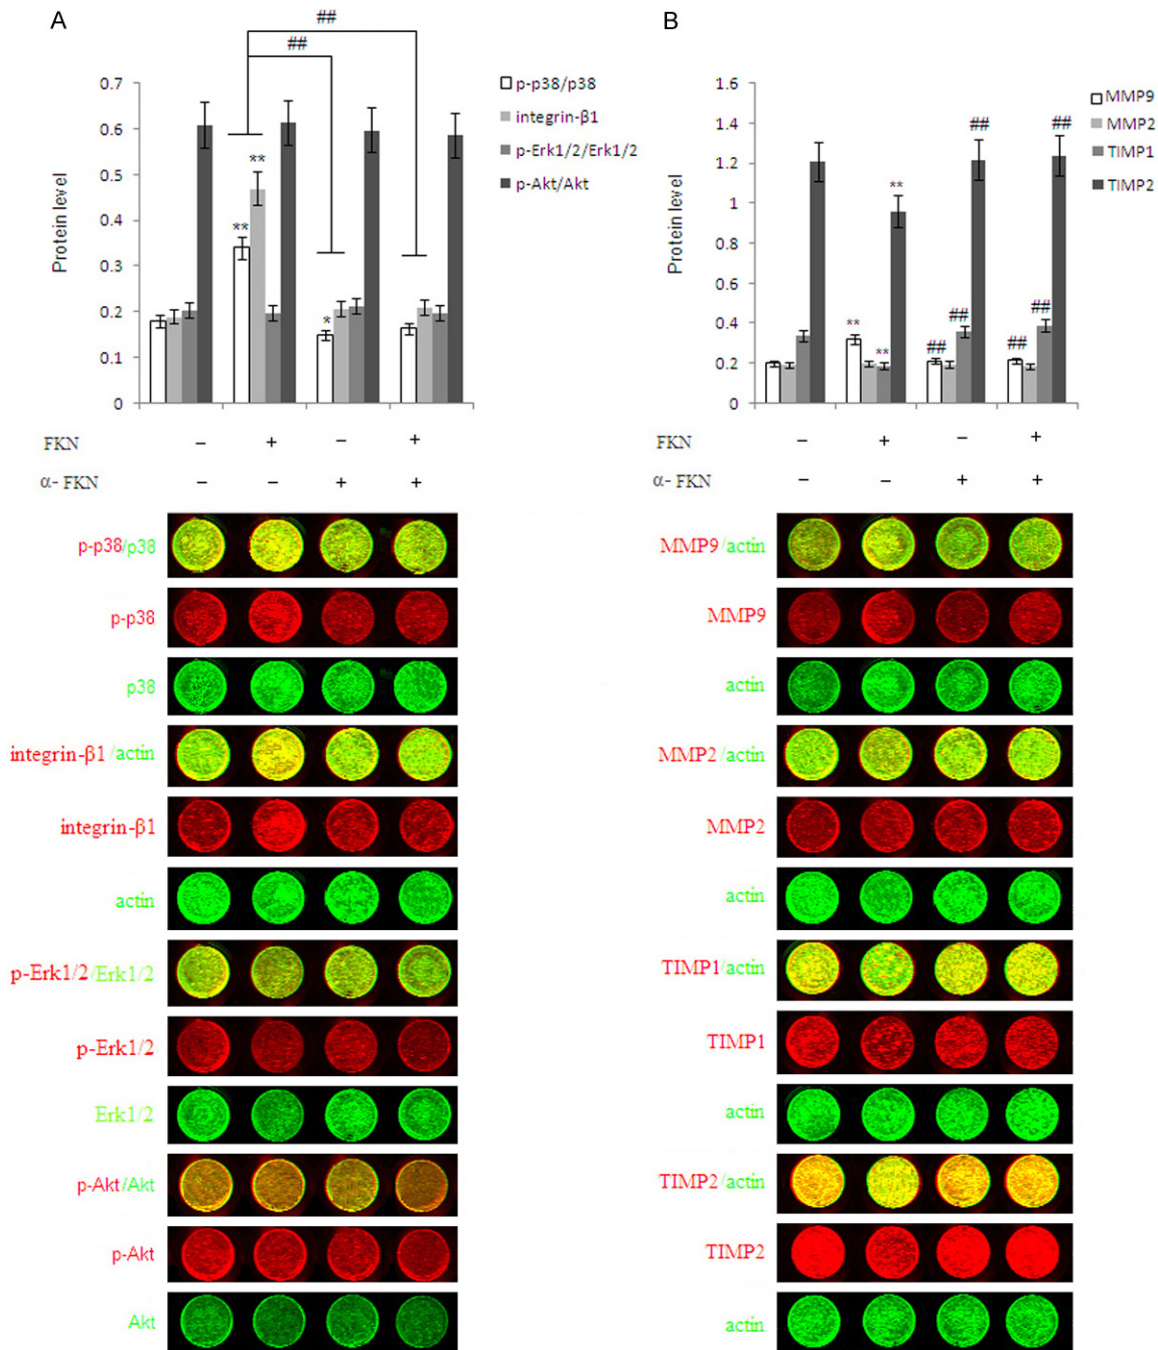 A
##
##
0.7
0.6
0.5
0.4
0.3
0.2
0.1
0
Protein level
**
**
*
p-p38/p38
integrin-β1
p-Erk1/2/Erk1/2
p-Akt/Akt
FKN – + – +
α- FKN – – + +
p-p38/p38
p-p38
p38
integrin-β1/actin
integrin-β1
actin
p-Erk1/2/Erk1/2
p-Erk1/2
Erk1/2
p-Akt/Akt
p-Akt
Akt
B
1.6
1.4
1.2
1
0.8
0.6
0.4
0.2
0
Protein level
**
**
**
##
##
##
##
##
##
MMP9
MMP2
TIMP1
TIMP2
FKN – + – +
α- FKN – – + +
MMP9/actin
MMP9
actin
MMP2/actin
MMP2
actin
TIMP1/actin
TIMP1
actin
TIMP2/actin
TIMP2
actin